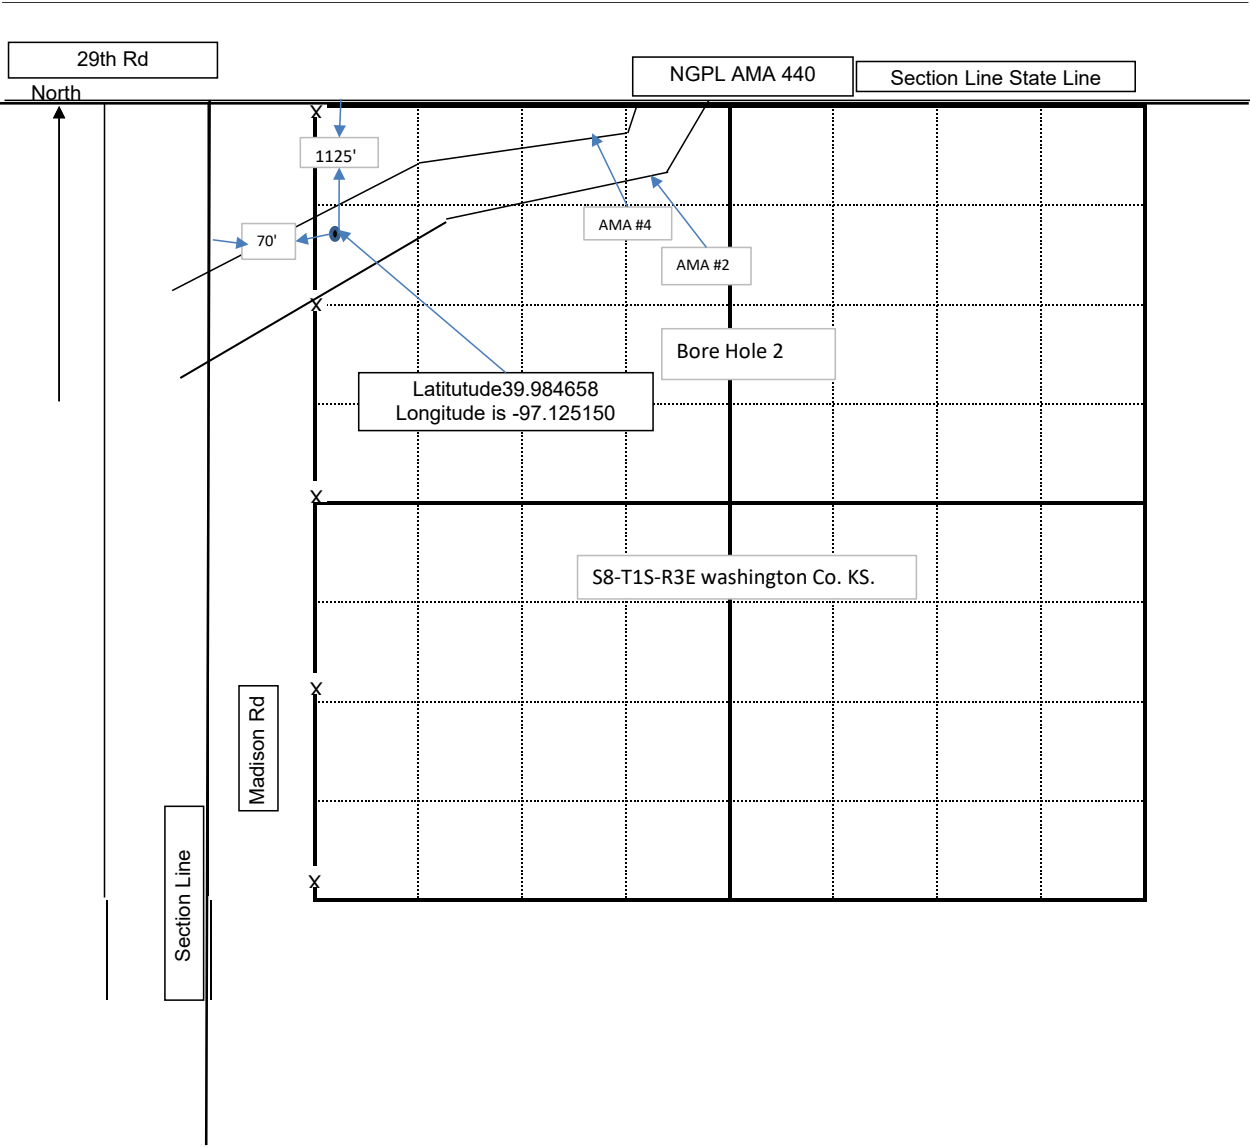 29th Rd
NGPL AMA 440
Section Line State Line
North
X
1125'
AMA #4
70'
AMA #2
X
Bore Hole 2
Latitutude39.984658
Longitude is -97.125150
X
S8-T1S-R3E washington Co. KS.
X
Madison Rd
Section Line
X